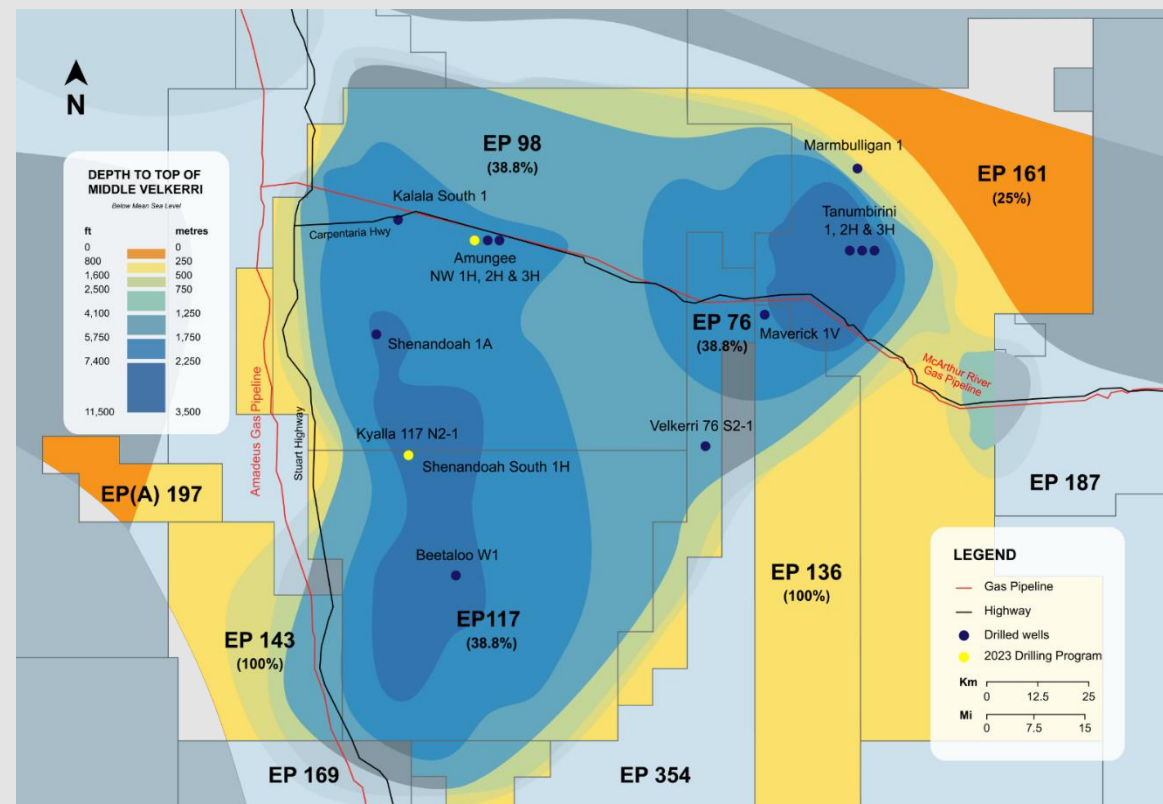 N
DEPTH TO TOP OF
MIDDLE VELKERRI
Below Mean Sea Level
ft metres
0 0
800 250
1,600 500
2,500 750
4,100 1,250
5,750 1,750
7,400 2,250
11,500 3,500
EP 98
(38.8%)
Marmbulligan 1
EP 161
(25%)
Kalala South 1
Carpentaria Hwy
Tanumbirini
1, 2H & 3H
Amungee
NW 1H, 2H & 3H
EP 76
(38.8%)
Maverick 1V
Shenandoah 1A
McArthur River
Gas Pipeline
Amadeus Gas Pipeline
Stuart Highway
Kyalla 117 N2-1
Velkerri 76 S2-1
Shenandoah South 1H
EP(A) 197
EP 187
Beetaloo W1
EP117
(38.8%)
EP 136
(100%)
EP 143
(100%)
EP 169
EP 354
LEGEND
Gas Pipeline
Highway
Drilled wells
2023 Drilling Program
Km
0 12.5 25
Mi
0 7.5 15